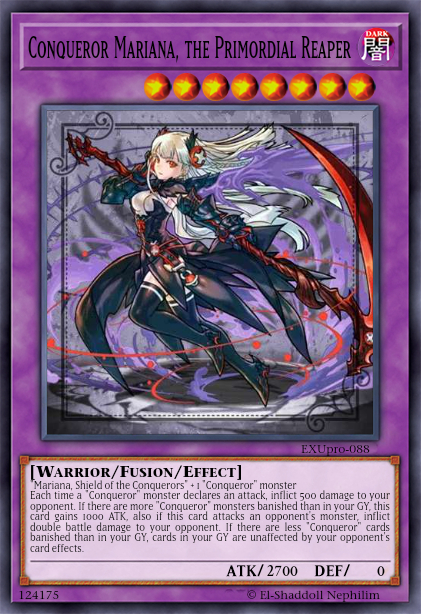 Conqueror Mariana, the Primordial Reaper
DARK
闇
EXUpro-088
[Warrior/Fusion/Effect]
"Mariana, Shield of the Conquerors" + 1 "Conqueror" monster
Each time a "Conqueror" monster declares an attack, inflict 500 damage to your
opponent. If there are more "Conqueror" monsters banished than in your GY, this
card gains 1000 ATK, also if this card attacks an opponent's monster, inflict
double battle damage to your opponent. If there are less "Conqueror" cards
banished than in your GY, cards in your GY are unaffected by your opponent's
card effects.
ATK/ 2700 DEF/ 0
124175 © El-Shaddoll Nephilim